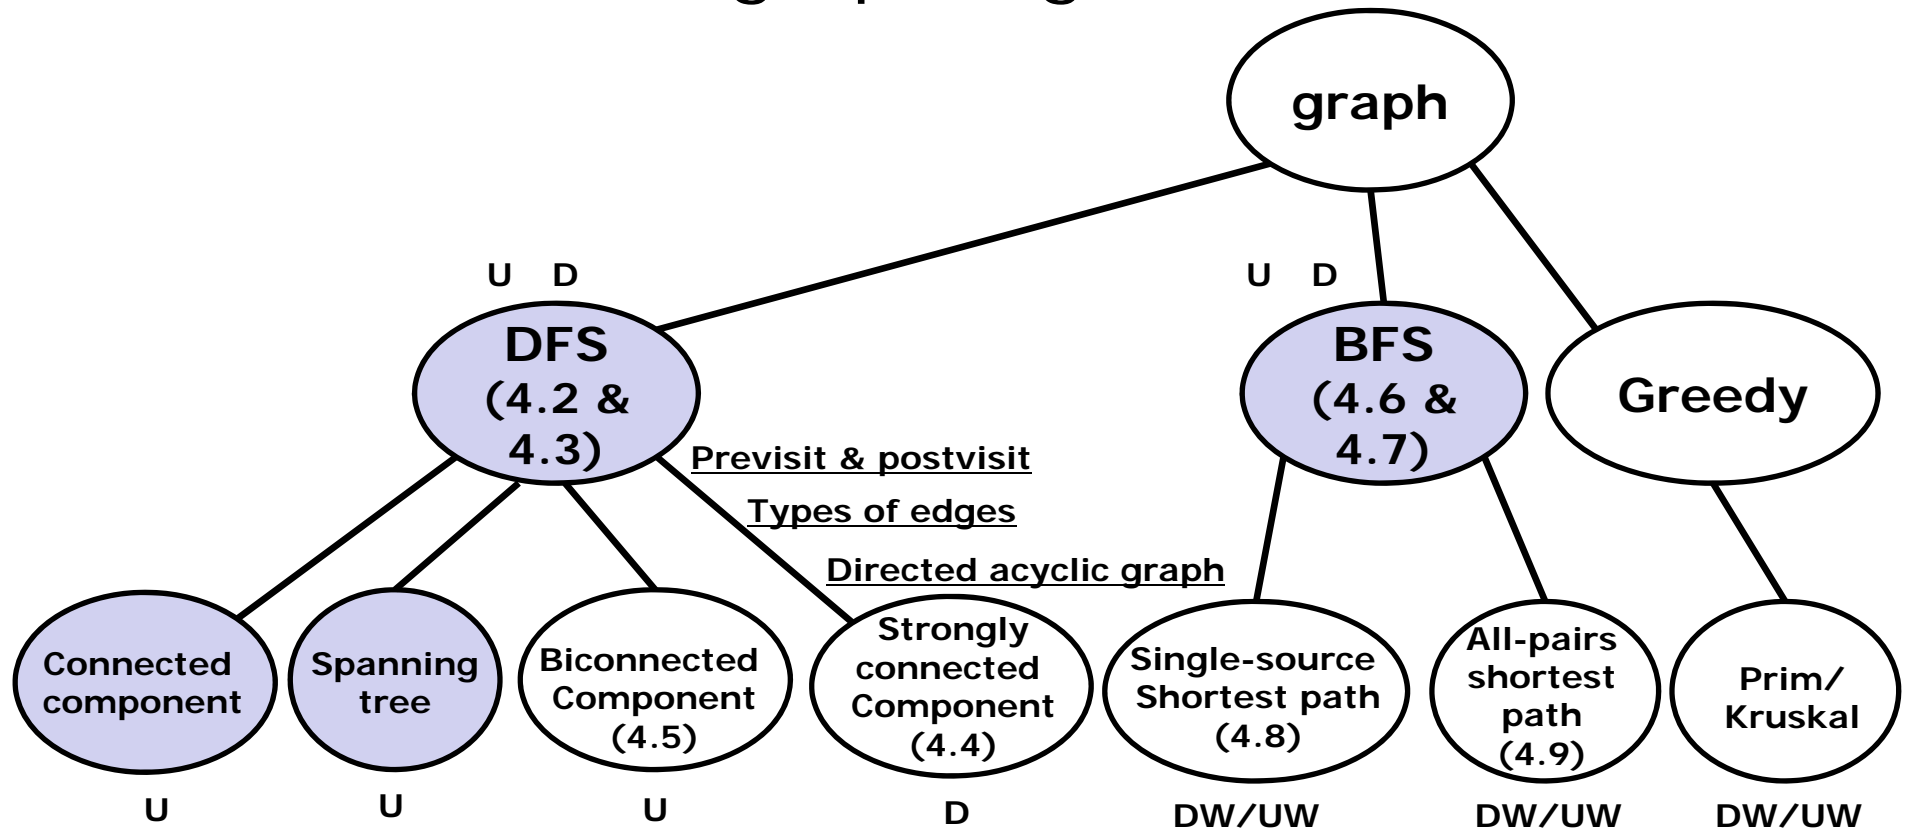 graph
U D
U D
DFS
(4.2 &
4.3)
BFS
(4.6 &
4.7)
Greedy
Previsit & postvisit
Types of edges
Directed acyclic graph
Connected
component
Spanning
tree
Biconnected
Component
(4.5)
Strongly
connected
Component
(4.4)
Single-source
Shortest path
(4.8)
All-pairs
shortest
path
(4.9)
Prim/
Kruskal
U
U
U
D
DW/UW
DW/UW
DW/UW